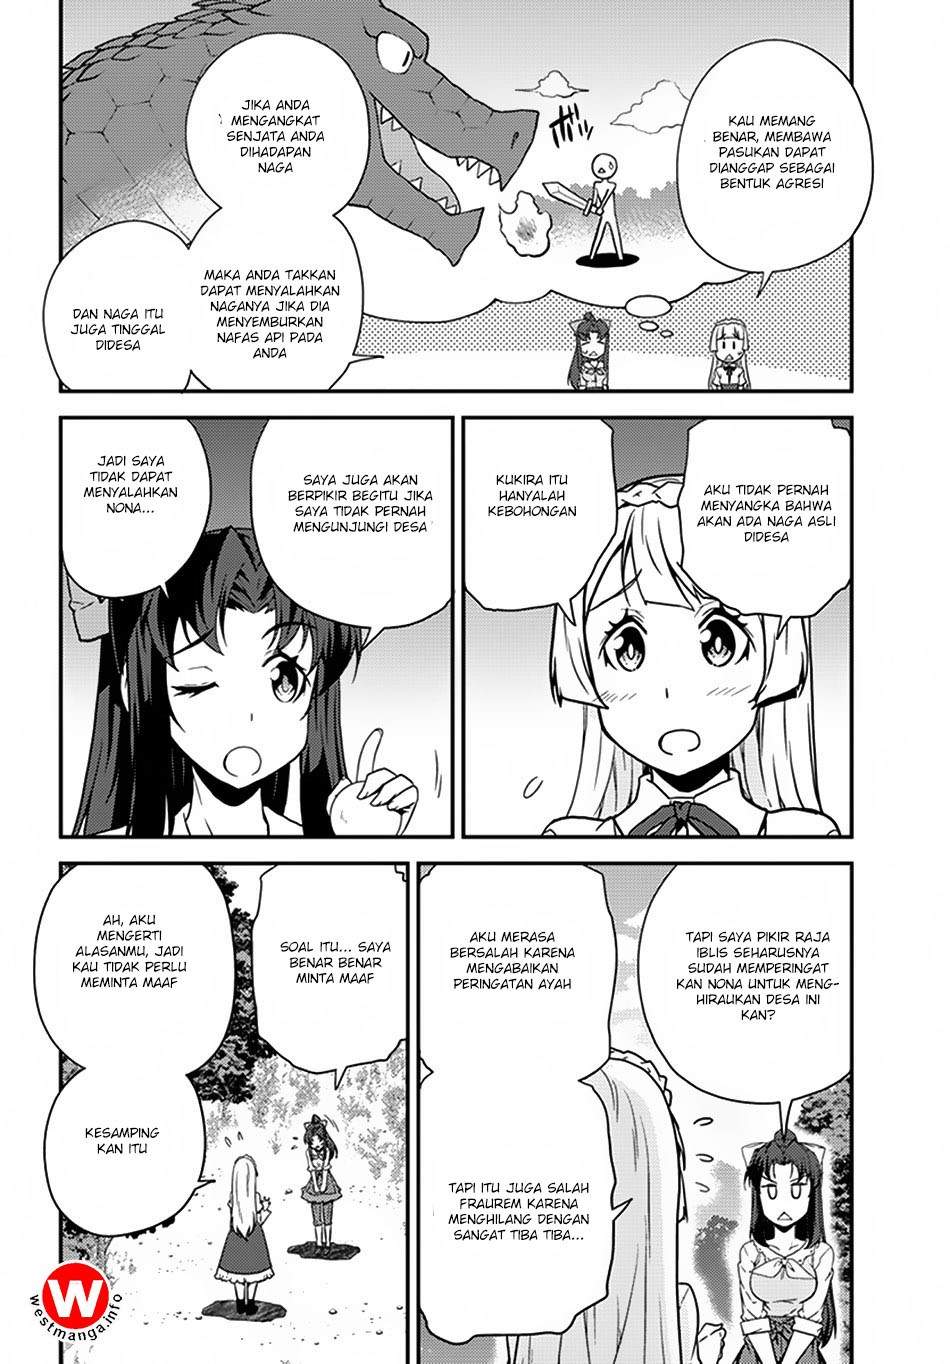 KAU MEMANG
BENAR, MEMBAWA
PASUKAN DAPAT
DIANGGAP SEBAGAI
BENTUK AGRESI
JIKA ANDA
MENGANGKAT
SENJATA ANDA
DIHADAPAN
NAGA
MAKA ANDA TAKKAN
DAPAT MENYALAHKAN
NAGANYA JIKA DIA
MENYEMBURKAN
NAFAS API PADA
ANDA
DAN NAGA ITU
JUGA TINGGAL
DIDESA
AKU TIDAK PERNAH
MENYANGKA BAHWA
AKAN ADA NAGA ASLI
DIDESA
KUKIRA ITU
HANYALAH
KEBOHONGAN
SAYA JUGA AKAN
BERPIKIR BEGITU JIKA
SAYA TIDAK PERNAH
MENGUNJUNGI DESA
JADI SAYA
TIDAK DAPAT
MENYALAHKAN
NONA...
TAPI SAYA PIKIR RAJA
IBLIS SEHARUSNYA
SUDAH MEMPERINGAT
KAN NONA UNTUK MENG-
HIRAUKAN DESA INI
KAN?
AKU MERASA
BERSALAH KARENA
MENGABAIKAN
PERINGATAN AYAH
TAPI ITU JUGA SALAH
FRAUREM KARENA
MENGHILANG DENGAN
SANGAT TIBA TIBA...
SOAL ITU... SAYA
BENAR BENAR
MINTA MAAF
AH, AKU
MENGERTI
ALASANMU, JADI
KAU TIDAK PERLU
MEMINTA MAAF
KESAMPING
KAN ITU
W
westmanga.info